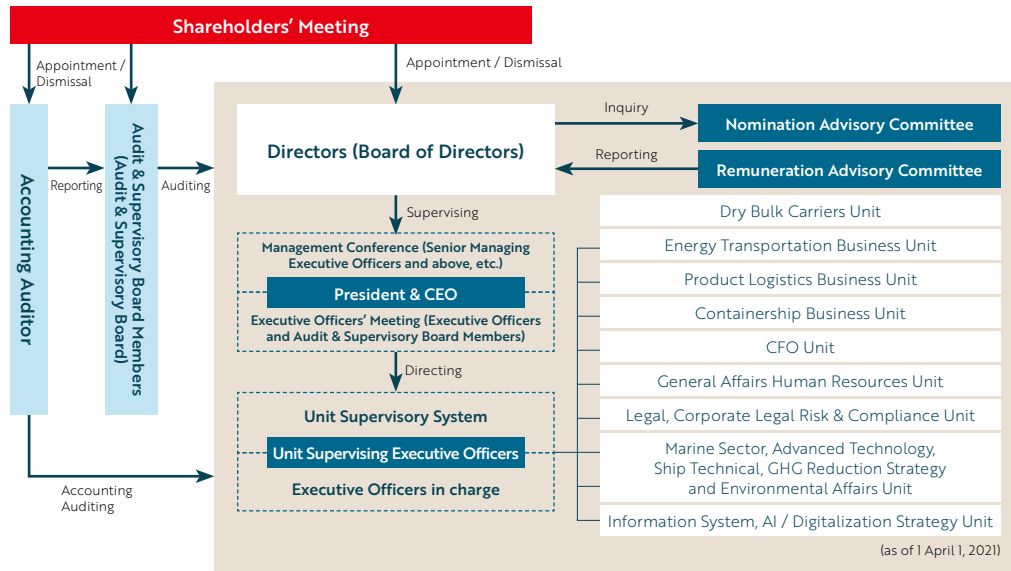 Shareholders’ Meeting
Appointment /
Dismissal
Appointment / Dismissal
Accounting Auditor
Reporting
Audit & Supervisory Board Members
(Audit & Supervisory Board)
Auditing
Directors (Board of Directors)
Inquiry
Nomination Advisory Committee
Reporting
Remuneration Advisory Committee
Supervising
Management Conference (Senior Managing
Executive Officers and above, etc.)
President & CEO
Executive Officers’ Meeting (Executive Officers
and Audit & Supervisory Board Members)
Directing
Unit Supervisory System
Unit Supervising Executive Officers
Executive Officers in charge
Accounting
Auditing
Dry Bulk Carriers Unit
Energy Transportation Business Unit
Product Logistics Business Unit
Containership Business Unit
CFO Unit
General Affairs Human Resources Unit
Legal, Corporate Legal Risk & Compliance Unit
Marine Sector, Advanced Technology,
Ship Technical, GHG Reduction Strategy
and Environmental Affairs Unit
Information System, AI / Digitalization Strategy Unit
(as of 1 April 1, 2021)